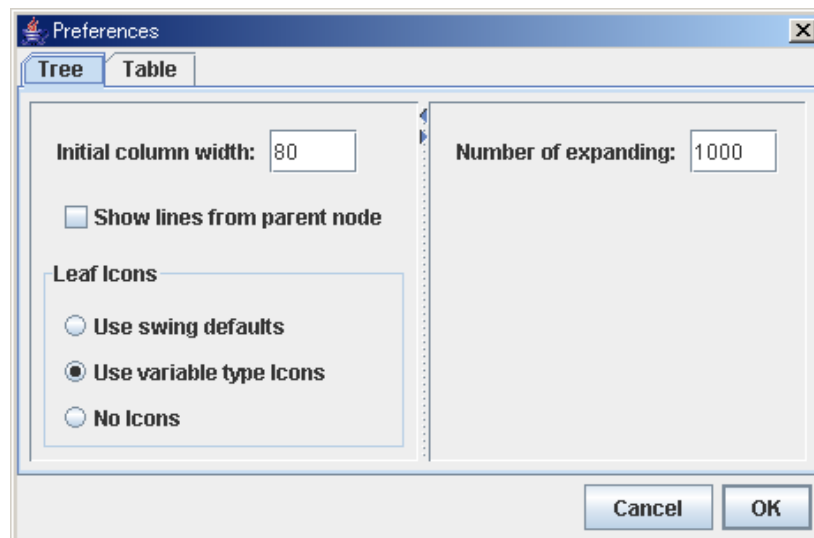 Preferences
Tree Table
Initial column width: 80
Show lines from parent node
Leaf Icons
Use swing defaults
Use variable type Icons
No Icons
Number of expanding: 1000
Cancel OK